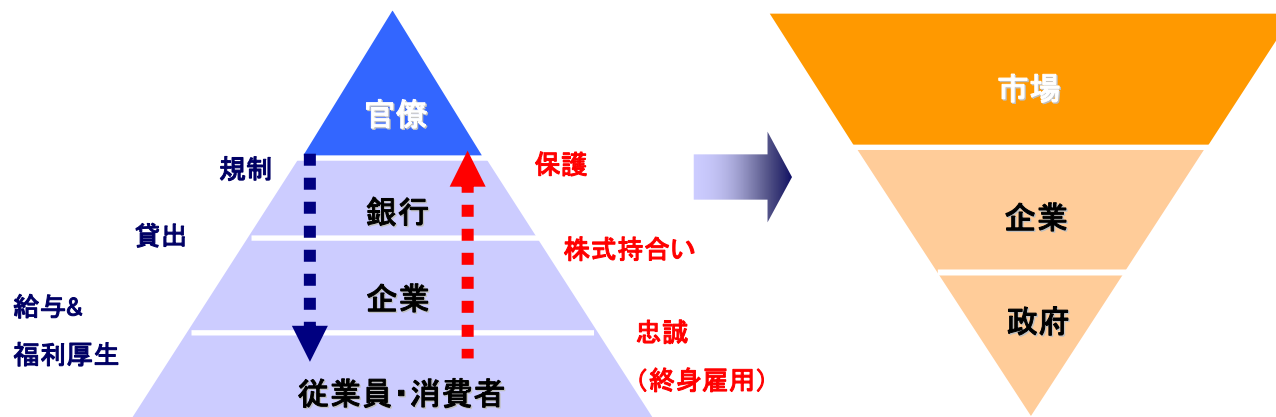 官僚
規制
保護
銀行
貸出
株式持合い
企業
給与&
福利厚生
忠誠
(終身雇用)
従業員・消費者
市場
企業
政府